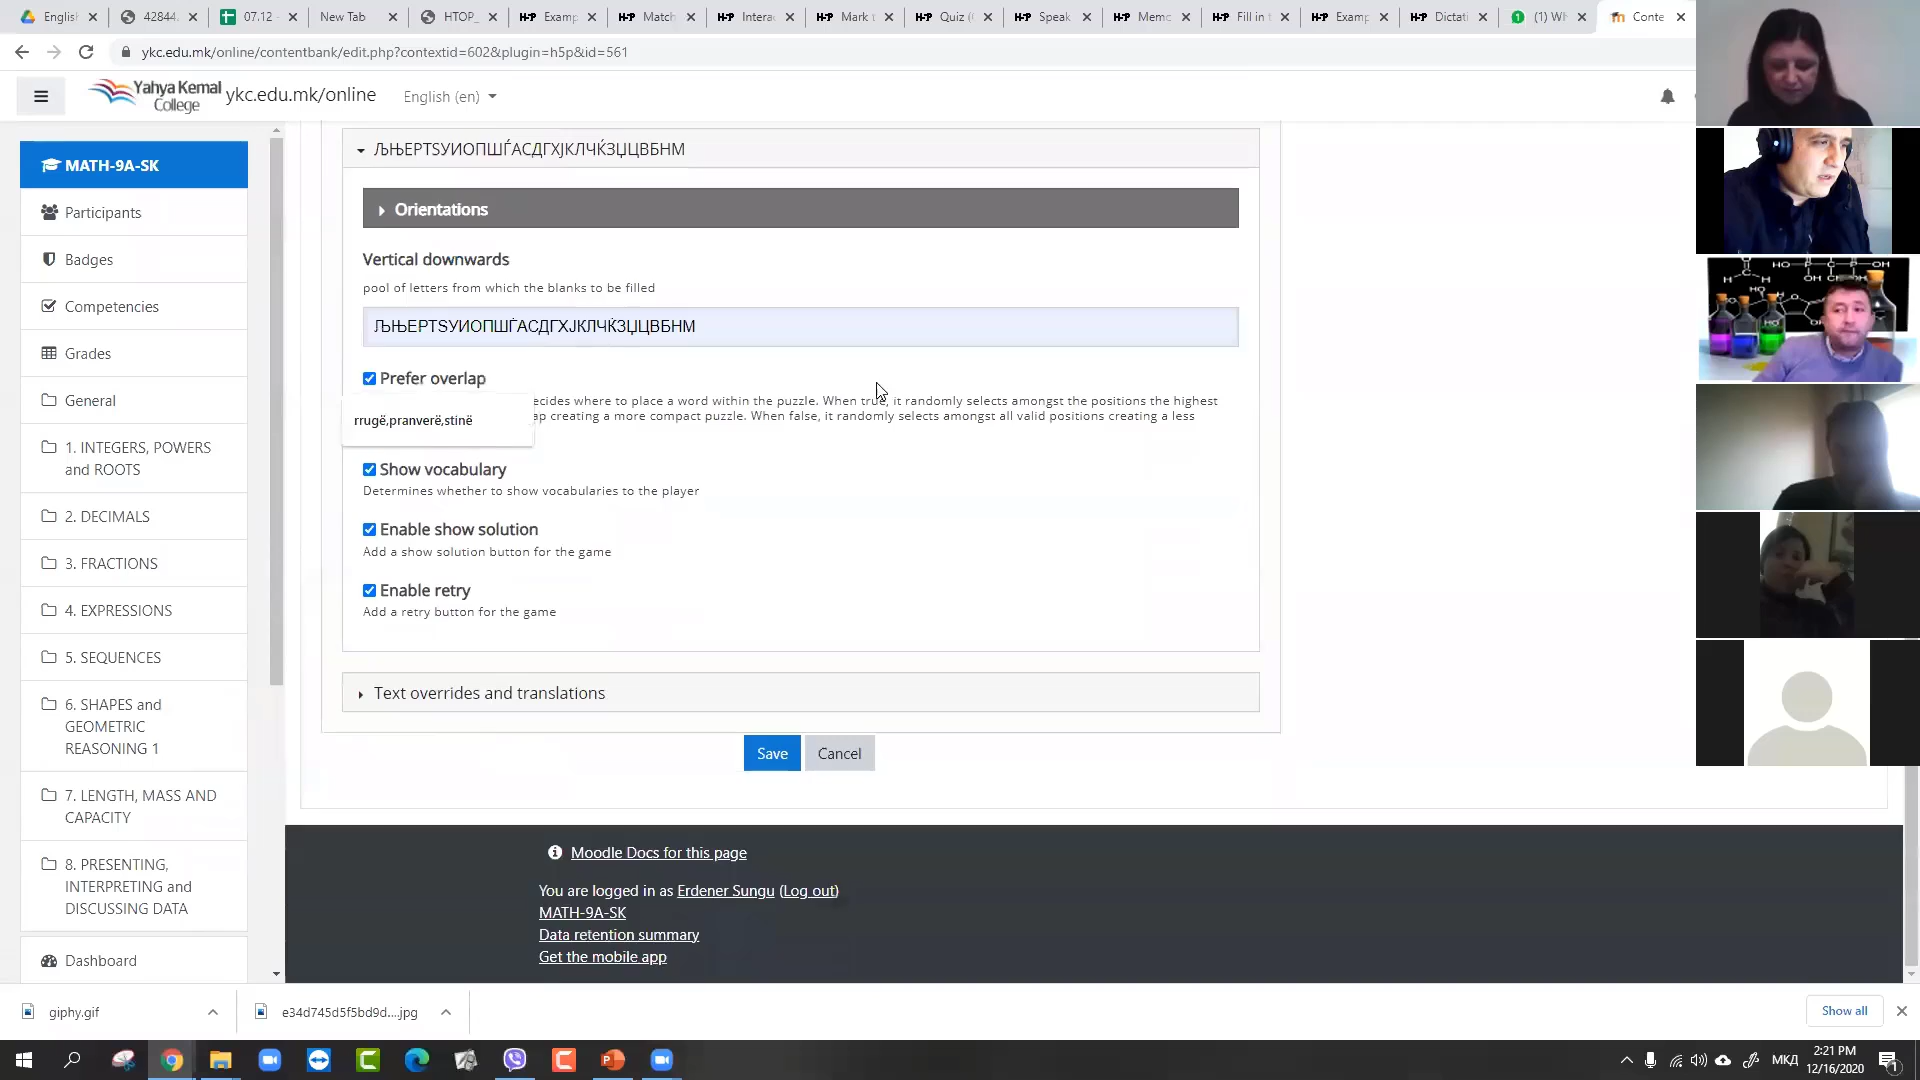 Englis
42844
07.12
New Tab
HTOP_
H-P Examp
H-P Match
H-P Intera
H-P Mark t
H-P Quiz (
H-P Speak
H-P Memo
H-P Fill in t
H-P Examp
H-P Dictati
Conte
ykc.edu.mk/online/contentbank/edit.php?contextid=602&plugin=h5p&id=561
Yahya Kemal College
ykc.edu.mk/online
English (en)
MATH-9A-SK
Participants
Badges
Competencies
Grades
General
1. INTEGERS, POWERS
and ROOTS
2. DECIMALS
3. FRACTIONS
4. EXPRESSIONS
5. SEQUENCES
6. SHAPES and
GEOMETRIC
REASONING 1
7. LENGTH, MASS AND
CAPACITY
8. PRESENTING,
INTERPRETING and
DISCUSSING DATA
Dashboard
ЉЊЕРТЅУИОПШЃАСДГХЈКЛЧЌЗЏЦВБНМ
Orientations
Vertical downwards
pool of letters from which the blanks to be filled
ЉЊЕРТЅУИОПШЃАСДГХЈКЛЧЌЗЏЦВБНМ
Prefer overlap
ecides where to place a word within the puzzle. When true, it randomly selects amongst the positions the highest
ap creating a more compact puzzle. When false, it randomly selects amongst all valid positions creating a less
rrugë,pranverë,stinë
Show vocabulary
Determines whether to show vocabularies to the player
Enable show solution
Add a show solution button for the game
Enable retry
Add a retry button for the game
Text overrides and translations
Save
Cancel
Moodle Docs for this page
You are logged in as Erdener Sungu (Log out)
MATH-9A-SK
Data retention summary
Get the mobile app
giphy.gif
e34d745d5f5bd9d....jpg
Show all
МКД
2:21 PM
12/16/2020